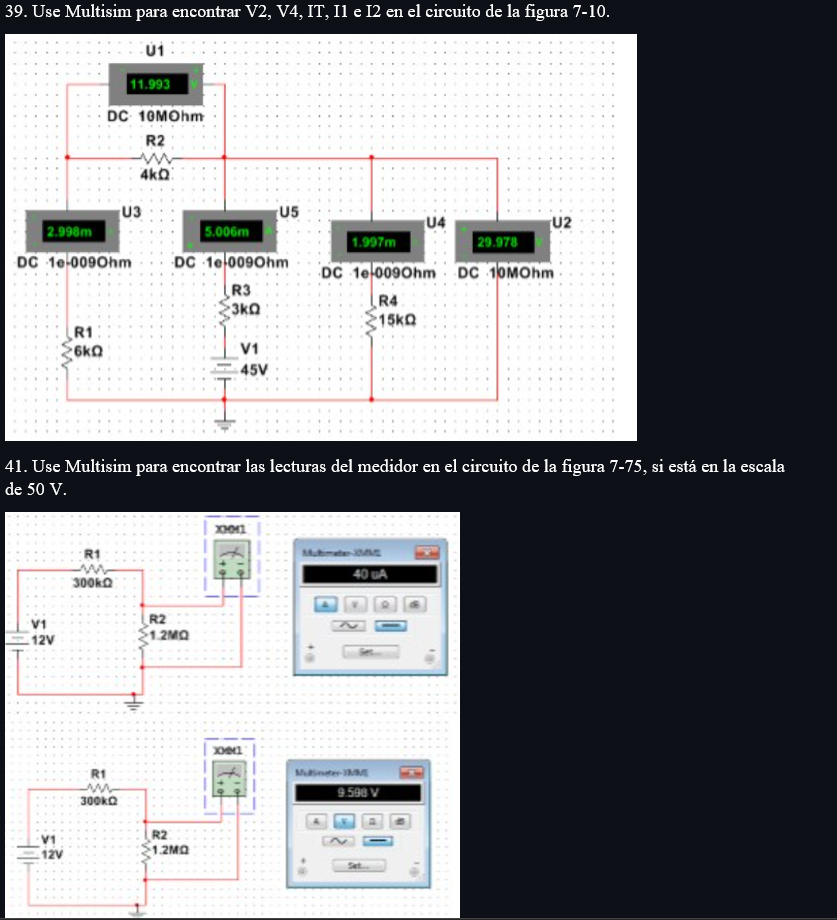 39. Use Multisim para encontrar V2, V4, IT, I1 e I2 en el circuito de la figura 7-10.
U1
11.993 V
DC 10MOhm
R2
4kΩ
U3
2.998m
DC 1e-009Ohm
U5
5.006m A
DC 1e-009Ohm
U4
1.997m
DC 1e-009Ohm
U2
29.978 V
DC 10MOhm
R3
3kΩ
R4
15kΩ
R1
6kΩ
V1
45V
41. Use Multisim para encontrar las lecturas del medidor en el circuito de la figura 7-75, si está en la escala
de 50 V.
XMM1
R1
300kΩ
V1
12V
R2
1.2MΩ
Multimeter-XMM1
40 uA
A V Ω dB
Set...
XMM1
R1
300kΩ
V1
12V
R2
1.2MΩ
Multimeter-XMM1
9.598 V
A V Ω dB
Set...